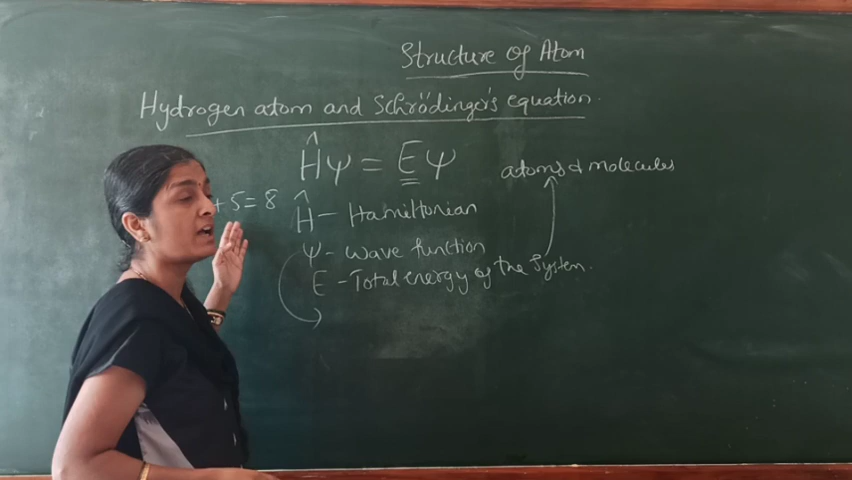 Structure of Atom
Hydrogen atom and Schrödinger's equation.
Ĥψ = Eψ
atoms & molecules
+5=8
Ĥ - Hamiltonian
ψ - wave function
E - Total energy of the System.